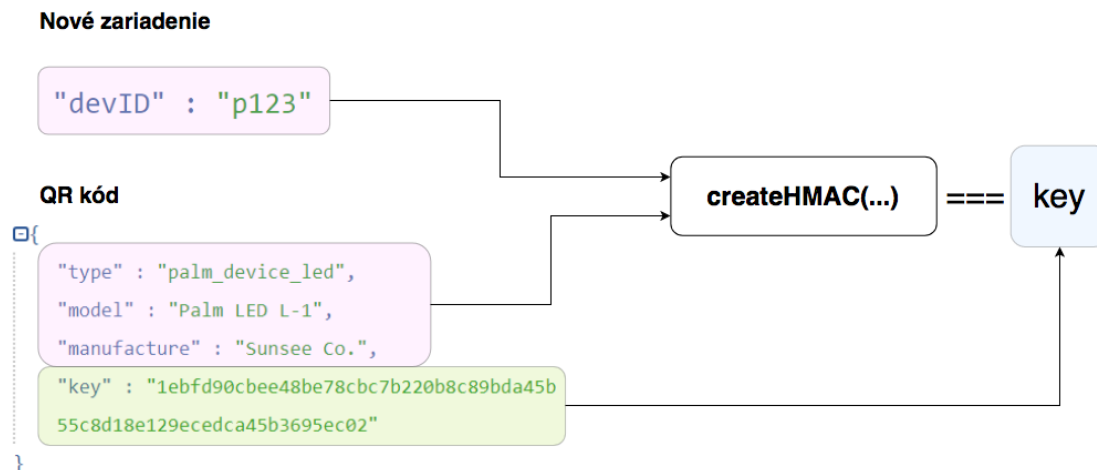 Nové zariadenie
"devID" : "p123"
QR kód
{
"type" : "palm_device_led",
"model" : "Palm LED L-1",
"manufacture" : "Sunsee Co.",
"key" : "1ebfd90cbee48be78cbc7b220b8c89bda45b
55c8d18e129ecedca45b3695ec02"
}
createHMAC(...) === key